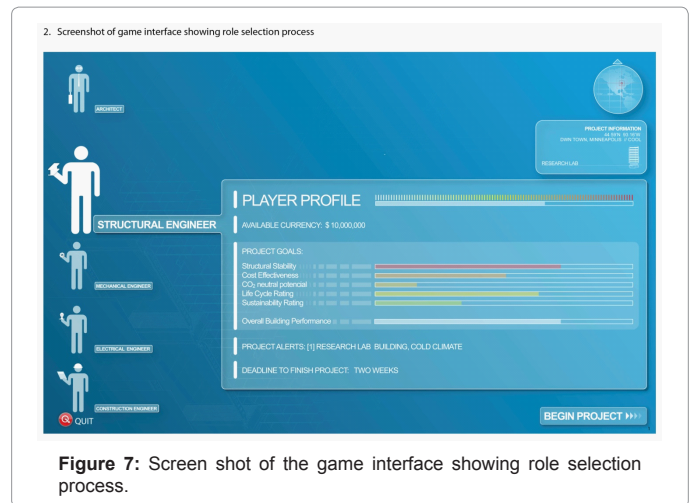 2. Screenshot of game interface showing role selection process
ARCHITECT
PROJECT INFORMATION
MINNEAPOLIS
RESEARCH LAB
STRUCTURAL ENGINEER
PLAYER PROFILE
AVAILABLE CURRENCY: $ 10,000,000
PROJECT GOALS:
Structural Stability
Cost Effectiveness
CO₂ neutral potencial
Life Cycle Rating
Sustainability Rating
Overall Building Performance
MECHANICAL ENGINEER
ELECTRICAL ENGINEER
PROJECT ALERTS: [1] RESEARCH LAB BUILDING, COLD CLIMATE
DEADLINE TO FINISH PROJECT: TWO WEEKS
CONSTRUCTION ENGINEER
QUIT
BEGIN PROJECT
Figure 7: Screen shot of the game interface showing role selection
process.